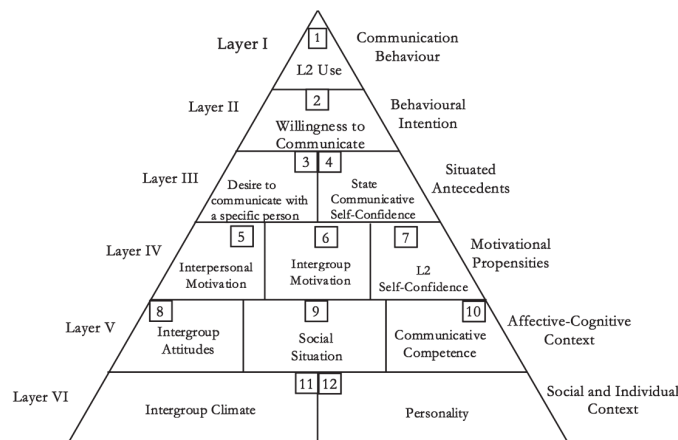 Layer I
1
L2 Use
Communication
Behaviour
Layer II
2
Willingness to
Communicate
Behavioural
Intention
Layer III
3
4
Desire to
communicate with
a specific person
State
Communicative
Self-Confidence
Situated
Antecedents
Layer IV
5
Interpersonal
Motivation
6
Intergroup
Motivation
7
L2
Self-Confidence
Motivational
Propensities
Layer V
8
Intergroup
Attitudes
9
Social
Situation
10
Communicative
Competence
Affective-Cognitive
Context
Layer VI
11
12
Intergroup Climate
Personality
Social and Individual
Context